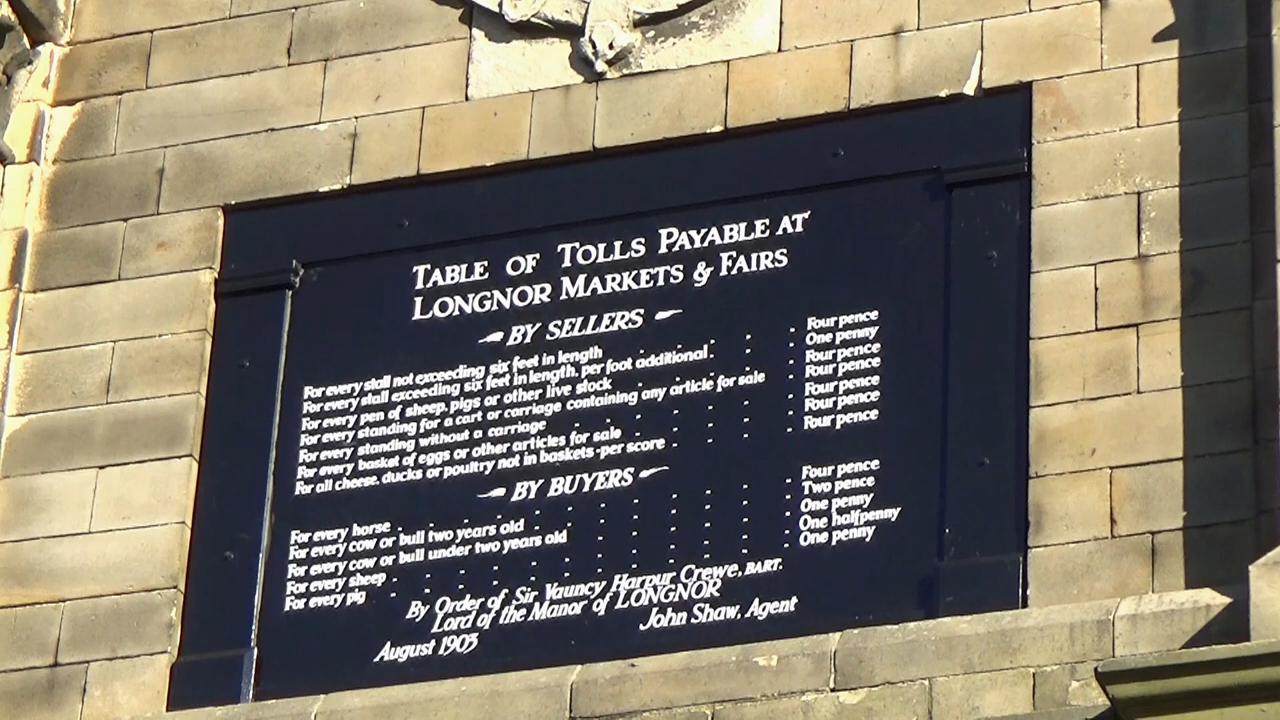 TABLE OF TOLLS PAYABLE AT
LONGNOR MARKETS & FAIRS
BY SELLERS
For every stall not exceeding six feet in length . . . . Four pence
For every stall exceeding six feet in length, per foot additional . . . One penny
For every pen of sheep, pigs or other live stock . . . . Four pence
For every standing for a cart or carriage containing any article for sale . Four pence
For every standing without a carriage . . . . . . Four pence
For every basket of eggs or other articles for sale . . . . Four pence
For all cheese, ducks or poultry not in baskets - per score . . . . Four pence
BY BUYERS
For every horse . . . . . . . . . . Four pence
For every cow or bull two years old . . . . . . . Two pence
For every cow or bull under two years old . . . . . . One penny
For every sheep . . . . . . . . . . One halfpenny
For every pig . . . . . . . . . . One penny
By Order of Sir Vauncy Harpur Crewe, BART.
Lord of the Manor of LONGNOR
John Shaw, Agent
August 1903